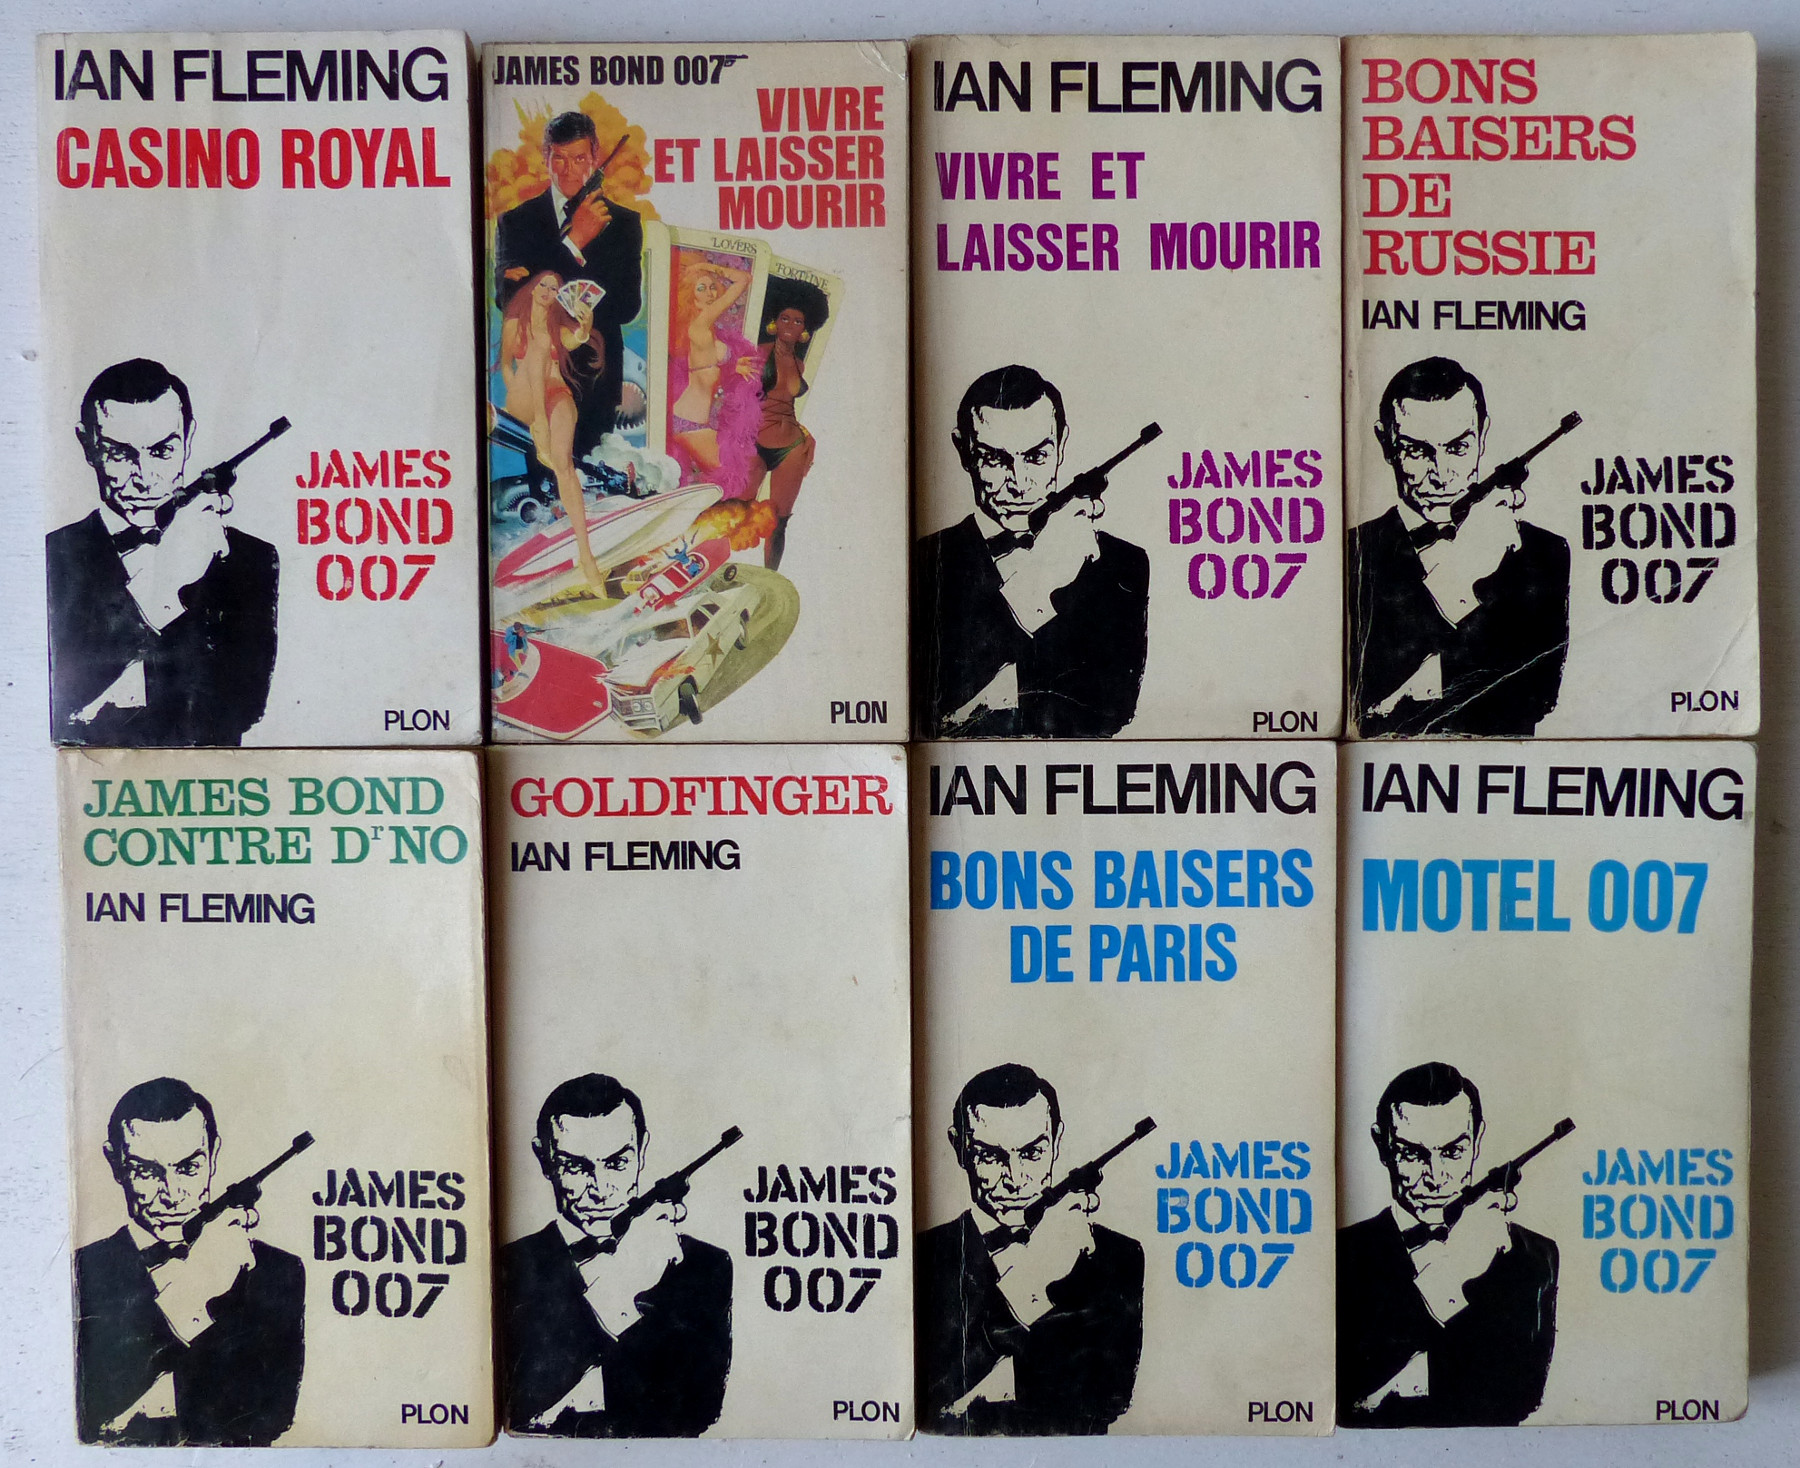 IAN FLEMING
CASINO ROYAL
JAMES
BOND
007
PLON
JAMES BOND 007
VIVRE
ET LAISSER
MOURIR
LOVERS
FORTUNE
PLON
IAN FLEMING
VIVRE ET
LAISSER MOURIR
JAMES
BOND
007
PLON
BONS
BAISERS
DE
RUSSIE
IAN FLEMING
JAMES
BOND
007
PLON
JAMES BOND
CONTRE Dr NO
IAN FLEMING
JAMES
BOND
007
PLON
GOLDFINGER
IAN FLEMING
JAMES
BOND
007
PLON
IAN FLEMING
BONS BAISERS
DE PARIS
JAMES
BOND
007
PLON
IAN FLEMING
MOTEL 007
JAMES
BOND
007
PLON